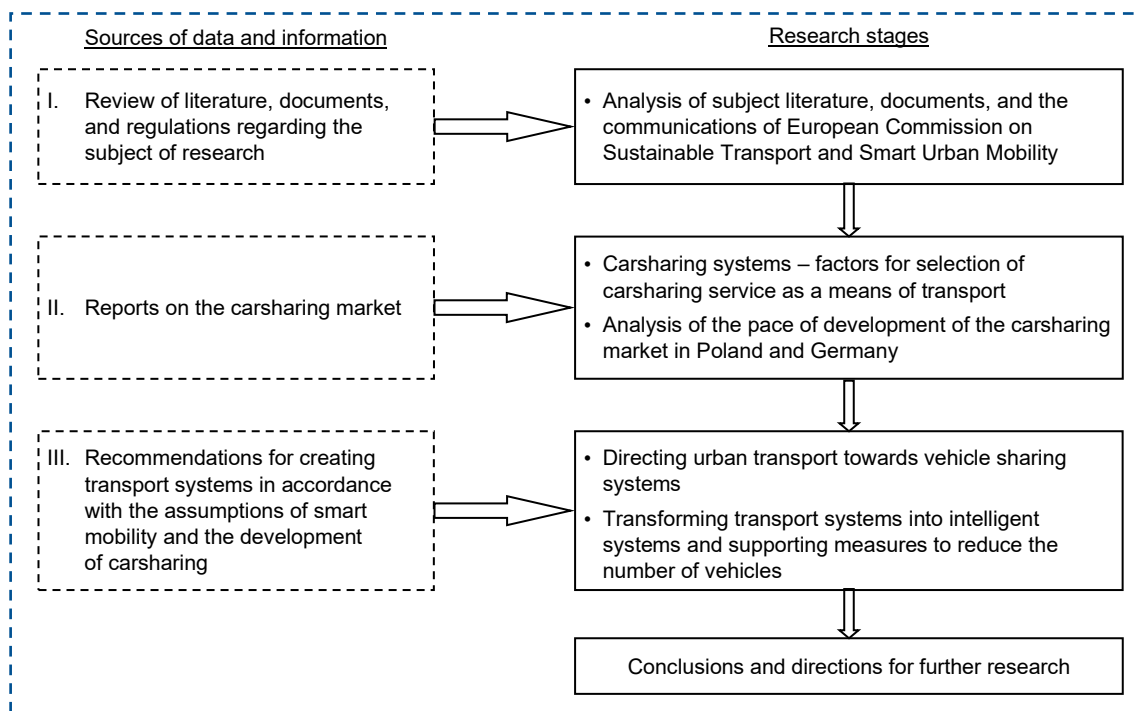 Sources of data and information
Research stages
I. Review of literature, documents,
and regulations regarding the
subject of research
• Analysis of subject literature, documents, and the
communications of European Commission on
Sustainable Transport and Smart Urban Mobility
II. Reports on the carsharing market
• Carsharing systems – factors for selection of
carsharing service as a means of transport
• Analysis of the pace of development of the carsharing
market in Poland and Germany
III. Recommendations for creating
transport systems in accordance
with the assumptions of smart
mobility and the development
of carsharing
• Directing urban transport towards vehicle sharing
systems
• Transforming transport systems into intelligent
systems and supporting measures to reduce the
number of vehicles
Conclusions and directions for further research